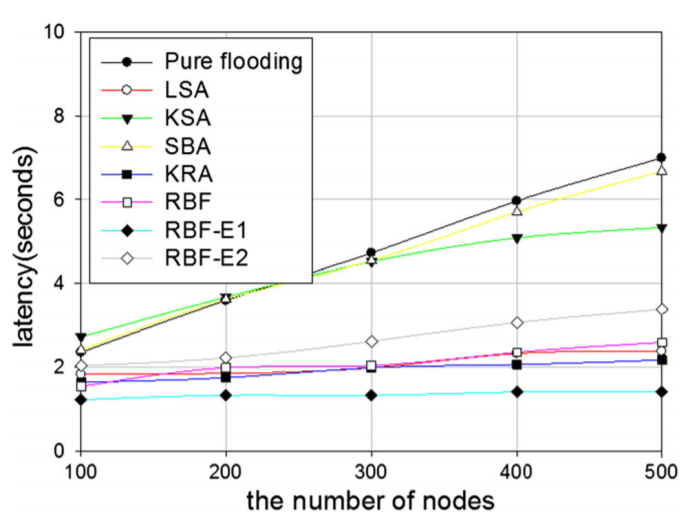 10
8
6
4
2
0
latency(seconds)
Pure flooding
LSA
KSA
SBA
KRA
RBF
RBF-E1
RBF-E2
100 200 300 400 500
the number of nodes